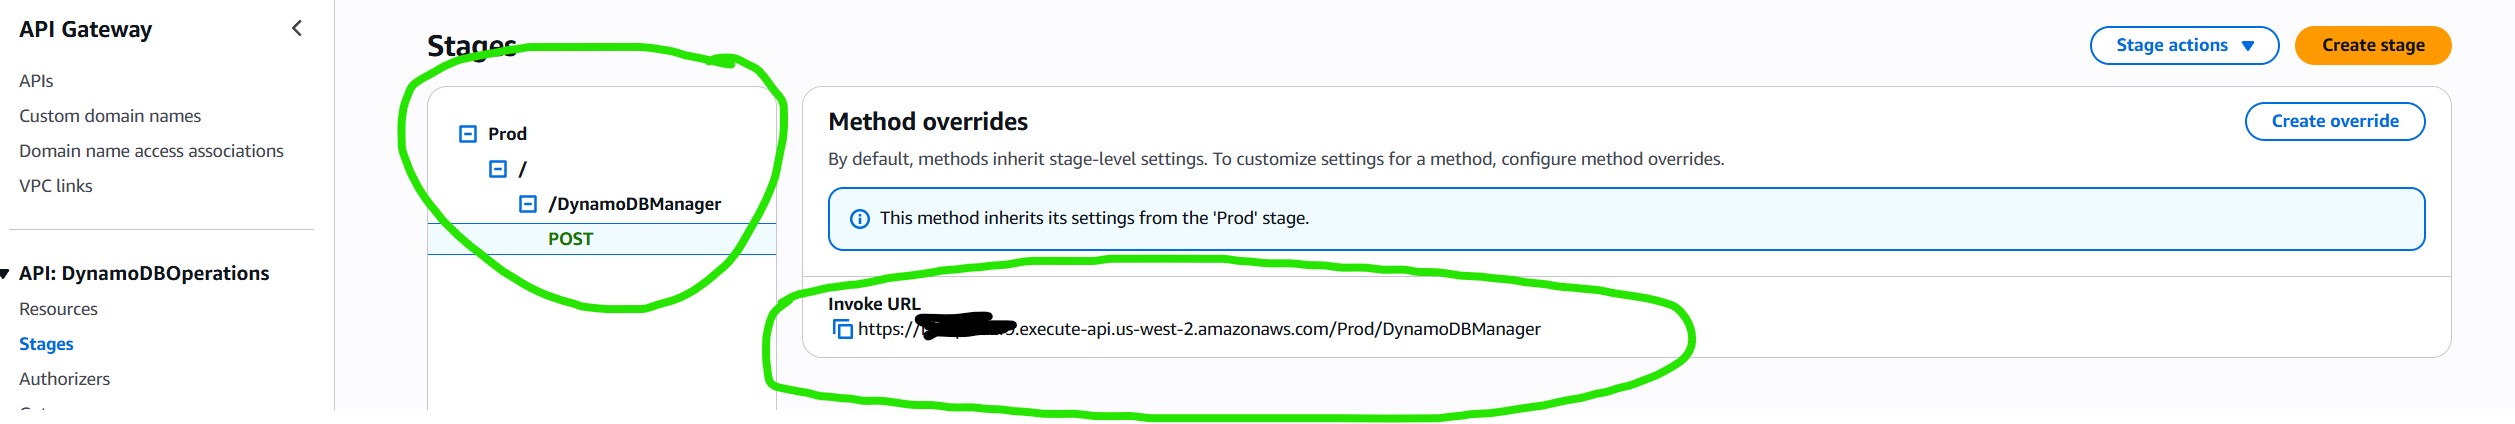 API Gateway
APIs
Custom domain names
Domain name access associations
VPC links
API: DynamoDBOperations
Resources
Stages
Authorizers
Stages
Stage actions
Create stage
Prod
/
/DynamoDBManager
POST
Method overrides
Create override
By default, methods inherit stage-level settings. To customize settings for a method, configure method overrides.
This method inherits its settings from the 'Prod' stage.
Invoke URL
https:// .execute-api.us-west-2.amazonaws.com/Prod/DynamoDBManager